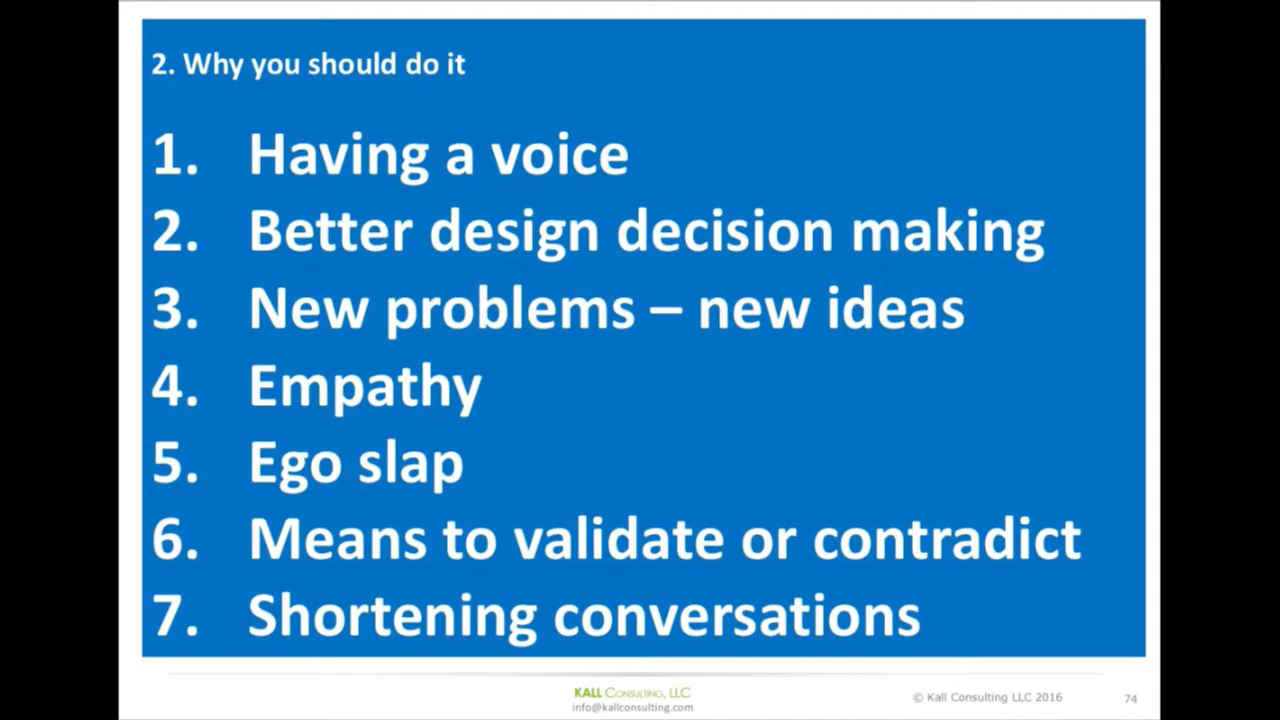 2. Why you should do it
1. Having a voice
2. Better design decision making
3. New problems – new ideas
4. Empathy
5. Ego slap
6. Means to validate or contradict
7. Shortening conversations
KALL CONSULTING, LLC
info@kallconsulting.com
© Kall Consulting LLC 2016
74